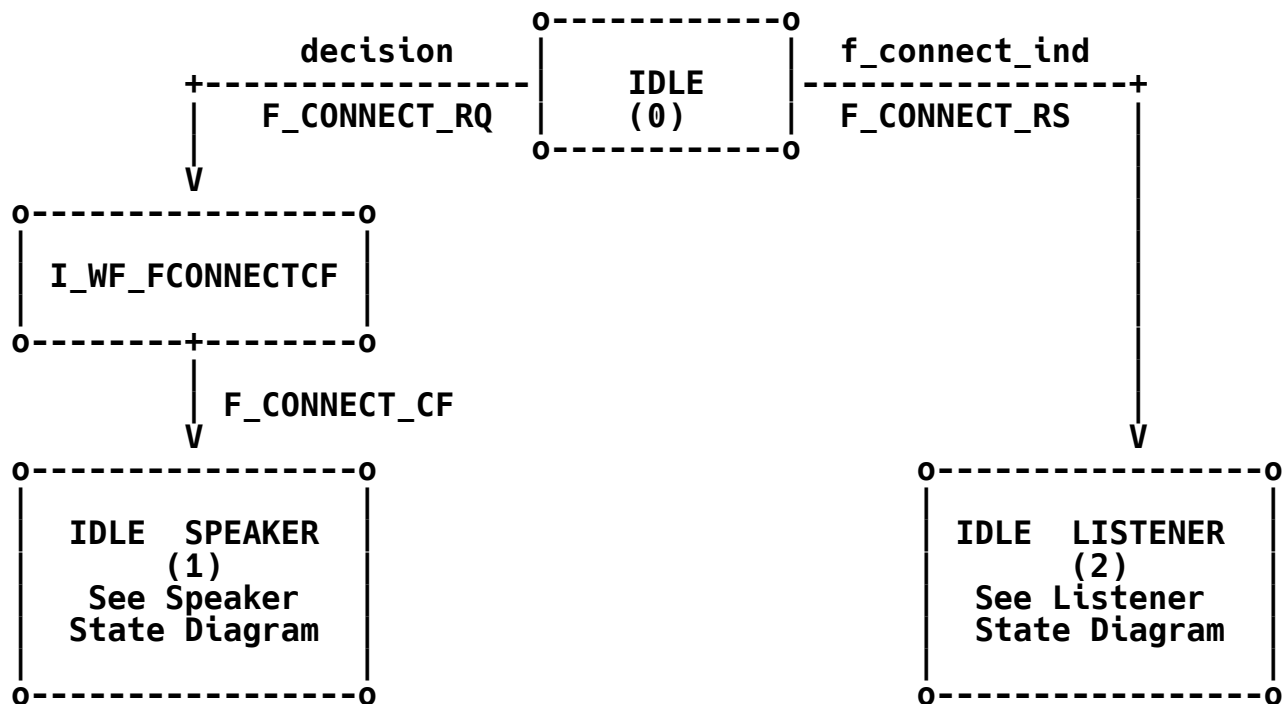 decision
f_connect_ind
IDLE
F_CONNECT_RQ
(0)
F_CONNECT_RS
I_WF_FCONNECTCF
F_CONNECT_CF
IDLE SPEAKER
(1)
See Speaker
State Diagram
IDLE LISTENER
(2)
See Listener
State Diagram